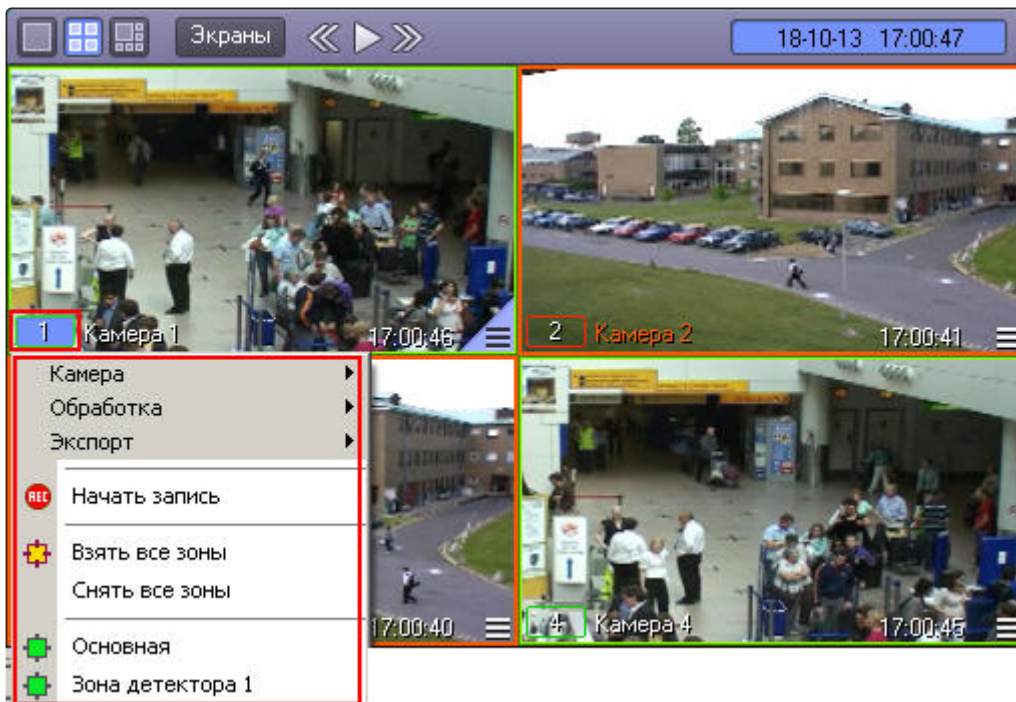 Экраны
18-10-13 17:00:47
1 Камера 1 17:00:46
2 Камера 2 17:00:41
Камера
Обработка
Экспорт
REC Начать запись
Взять все зоны
Снять все зоны
Основная
Зона детектора 1
17:00:40
4 Камера 4 17:00:45